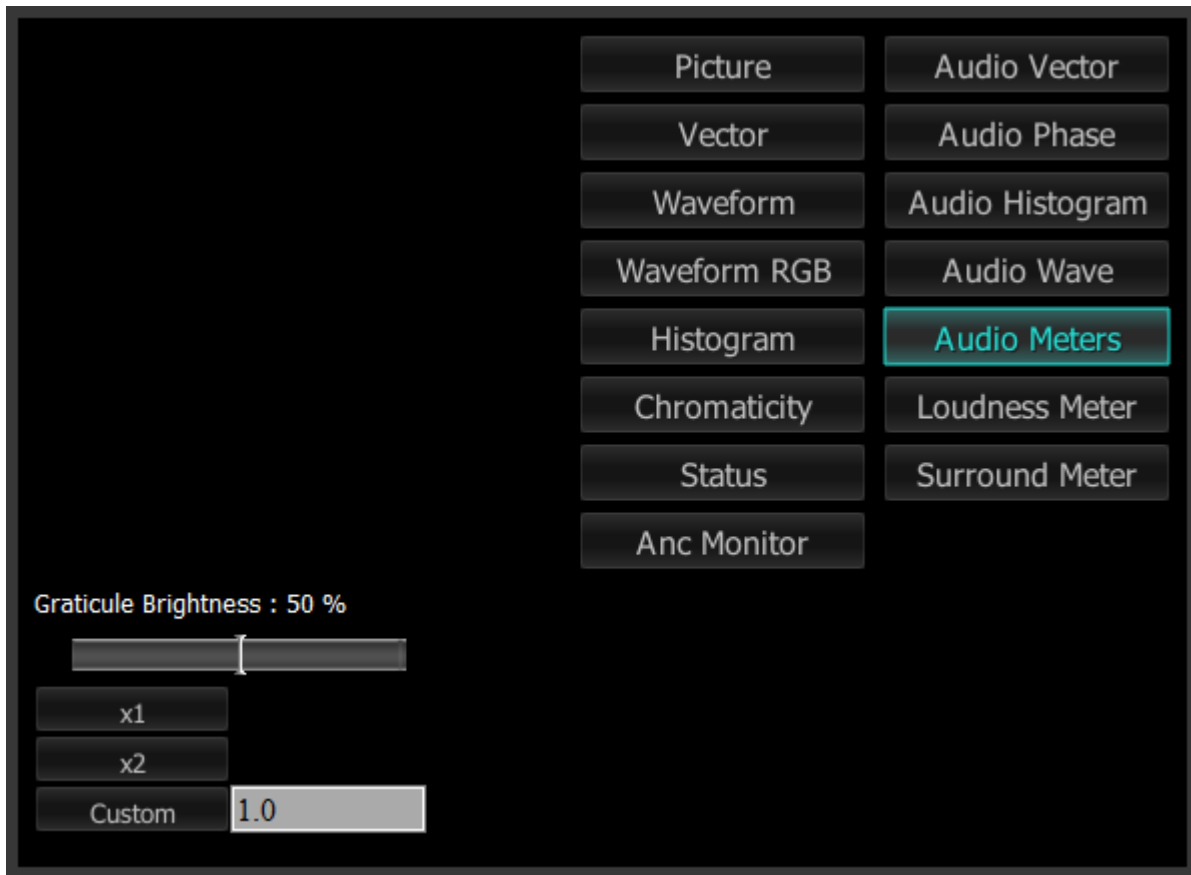 Picture
Audio Vector
Vector
Audio Phase
Waveform
Audio Histogram
Waveform RGB
Audio Wave
Histogram
Audio Meters
Chromaticity
Loudness Meter
Status
Surround Meter
Anc Monitor
Graticule Brightness : 50 %
x1
x2
Custom
1.0